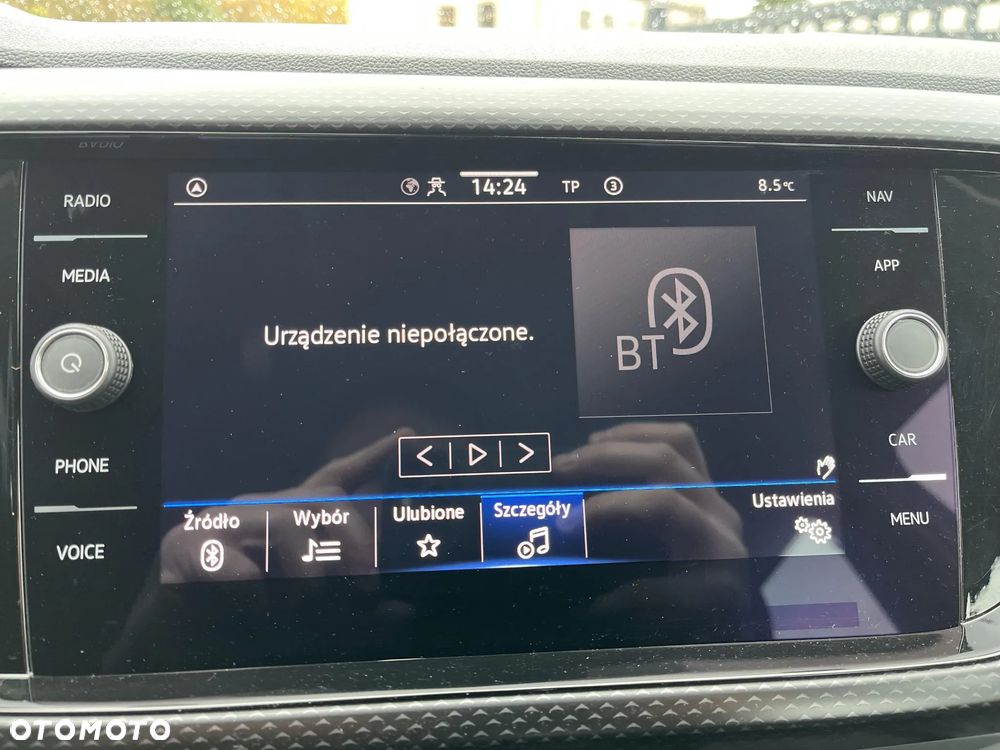 RADIO
MEDIA
PHONE
VOICE
14:24 TP 3 8.5°C
Urządzenie niepołączone.
BT
Źródło Wybór Ulubione Szczegóły Ustawienia
NAV
APP
CAR
MENU
OTOMOTO